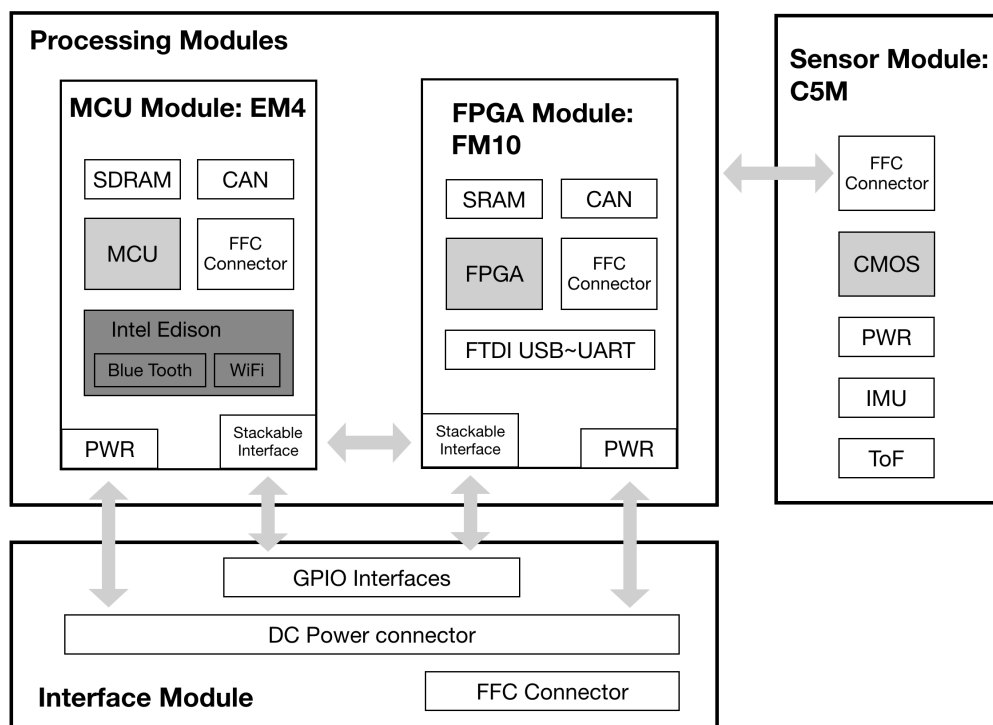 Processing Modules
MCU Module: EM4
SDRAM
CAN
MCU
FFC
Connector
Intel Edison
Blue Tooth
WiFi
PWR
Stackable
Interface
FPGA Module:
FM10
SRAM
CAN
FPGA
FFC
Connector
FTDI USB~UART
Stackable
Interface
PWR
Sensor Module:
C5M
FFC
Connector
CMOS
PWR
IMU
ToF
GPIO Interfaces
DC Power connector
FFC Connector
Interface Module